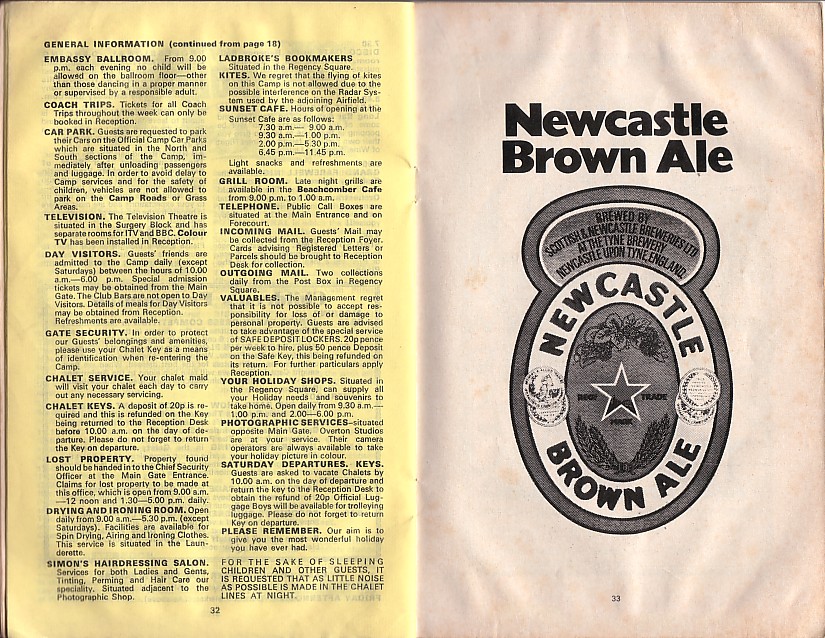 GENERAL INFORMATION (continued from page 18)
EMBASSY BALLROOM. From 9.00
p.m. each evening no child will be
allowed on the ballroom floor—other
than those dancing in a proper manner
or supervised by a responsible adult.
COACH TRIPS. Tickets for all Coach
Trips throughout the week can only be
booked in Reception.
CAR PARK. Guests are requested to park
their Cars on the Official Camp Car Parks
which are situated in the North and
South sections of the Camp, im-
mediately after unloading passengers
and luggage. In order to avoid delay to
Camp services and for the safety of
children, vehicles are not allowed to
park on the Camp Roads or Grass
Areas.
TELEVISION. The Television Theatre is
situated in the Surgery Block and has
separate rooms for ITV and BBC. Colour
TV has been installed in Reception.
DAY VISITORS. Guests' friends are
admitted to the Camp daily (except
Saturdays) between the hours of 10.00
a.m.—6.00 p.m. Special admission
tickets may be obtained from the Main
Gate. The Club Bars are not open to Day
Visitors. Details of meals for Day Visitors
may be obtained from Reception.
Refreshments are available.
GATE SECURITY. In order to protect
our Guests' belongings and amenities,
please use your Chalet Key as a means
of identification when re-entering the
Camp.
CHALET SERVICE. Your chalet maid
will visit your chalet each day to carry
out any necessary servicing.
CHALET KEYS. A deposit of 20p is re-
quired and this is refunded on the Key
being returned to the Reception Desk
before 10.00 a.m. on the day of de-
parture. Please do not forget to return
the Key on departure.
LOST PROPERTY. Property found
should be handed in to the Chief Security
Officer at the Main Gate Entrance.
Claims for lost property to be made at
this office, which is open from 9.00 a.m.
—12 noon and 1.30—5.00 p.m. daily.
DRYING AND IRONING ROOM. Open
daily from 9.00 a.m.—5.30 p.m. (except
Saturdays). Facilities are available for
Spin Drying, Airing and Ironing Clothes.
This service is situated in the Laun-
derette.
SIMON'S HAIRDRESSING SALON.
Services for both Ladies and Gents,
Tinting, Perming and Hair Care our
speciality. Situated adjacent to the
Photographic Shop.
LADBROKE'S BOOKMAKERS
Situated in the Regency Square.
KITES. We regret that the flying of kites
on this Camp is not allowed due to the
possible interference on the Radar Sys-
tem used by the adjoining Airfield.
SUNSET CAFE. Hours of opening at the
Sunset Cafe are as follows:
7.30 a.m.— 9.00 a.m.
9.30 a.m.—1.00 p.m.
2.00 p.m.—5.30 p.m.
6.45 p.m.—11.45 p.m.
Light snacks and refreshments are
available.
GRILL ROOM. Late night grills are
available in the Beachcomber Cafe
from 9.00 p.m. to 1.00 a.m.
TELEPHONE. Public Call Boxes are
situated at the Main Entrance and on
Forecourt.
INCOMING MAIL. Guests' Mail may
be collected from the Reception Foyer.
Cards advising Registered Letters or
Parcels should be brought to Reception
Desk for collection.
OUTGOING MAIL. Two collections
daily from the Post Box in Regency
Square.
VALUABLES. The Management regret
that it is not possible to accept res-
ponsibility for loss of or damage to
personal property. Guests are advised
to take advantage of the special service
of SAFE DEPOSIT LOCKERS. 20p pence
per week to hire, plus 50 pence Deposit
on the Safe Key, this being refunded on
its return. For further particulars apply
Reception.
YOUR HOLIDAY SHOPS. Situated in
the Regency Square, can supply all
your Holiday needs and souvenirs to
take home. Open daily from 9.30 a.m.—
1.00 p.m. and 2.00—6.00 p.m.
PHOTOGRAPHIC SERVICES—situated
opposite Main Gate. Overton Studios
are at your service. Their camera
operators are always available to take
your holiday picture in colour.
SATURDAY DEPARTURES. KEYS.
Guests are asked to vacate Chalets by
10.00 a.m. on day of departure and
return the key to the Reception Desk to
obtain the refund of 20p Official Lug-
gage Boys will be available for trolleying
luggage. Please do not forget to return
Key on departure.
PLEASE REMEMBER. Our aim is to
give you the most wonderful holiday
you have ever had.
FOR THE SAKE OF SLEEPING
CHILDREN AND OTHER GUESTS, IT
IS REQUESTED THAT AS LITTLE NOISE
AS POSSIBLE IS MADE IN THE CHALET
LINES AT NIGHT.
32
Newcastle
Brown Ale
BREWED BY
SCOTTISH & NEWCASTLE BREWERIES LTD
AT THE TYNE BREWERY
NEWCASTLE UPON TYNE ENGLAND.
NEWCASTLE
REGD TRADE
MARK
BROWN ALE
33